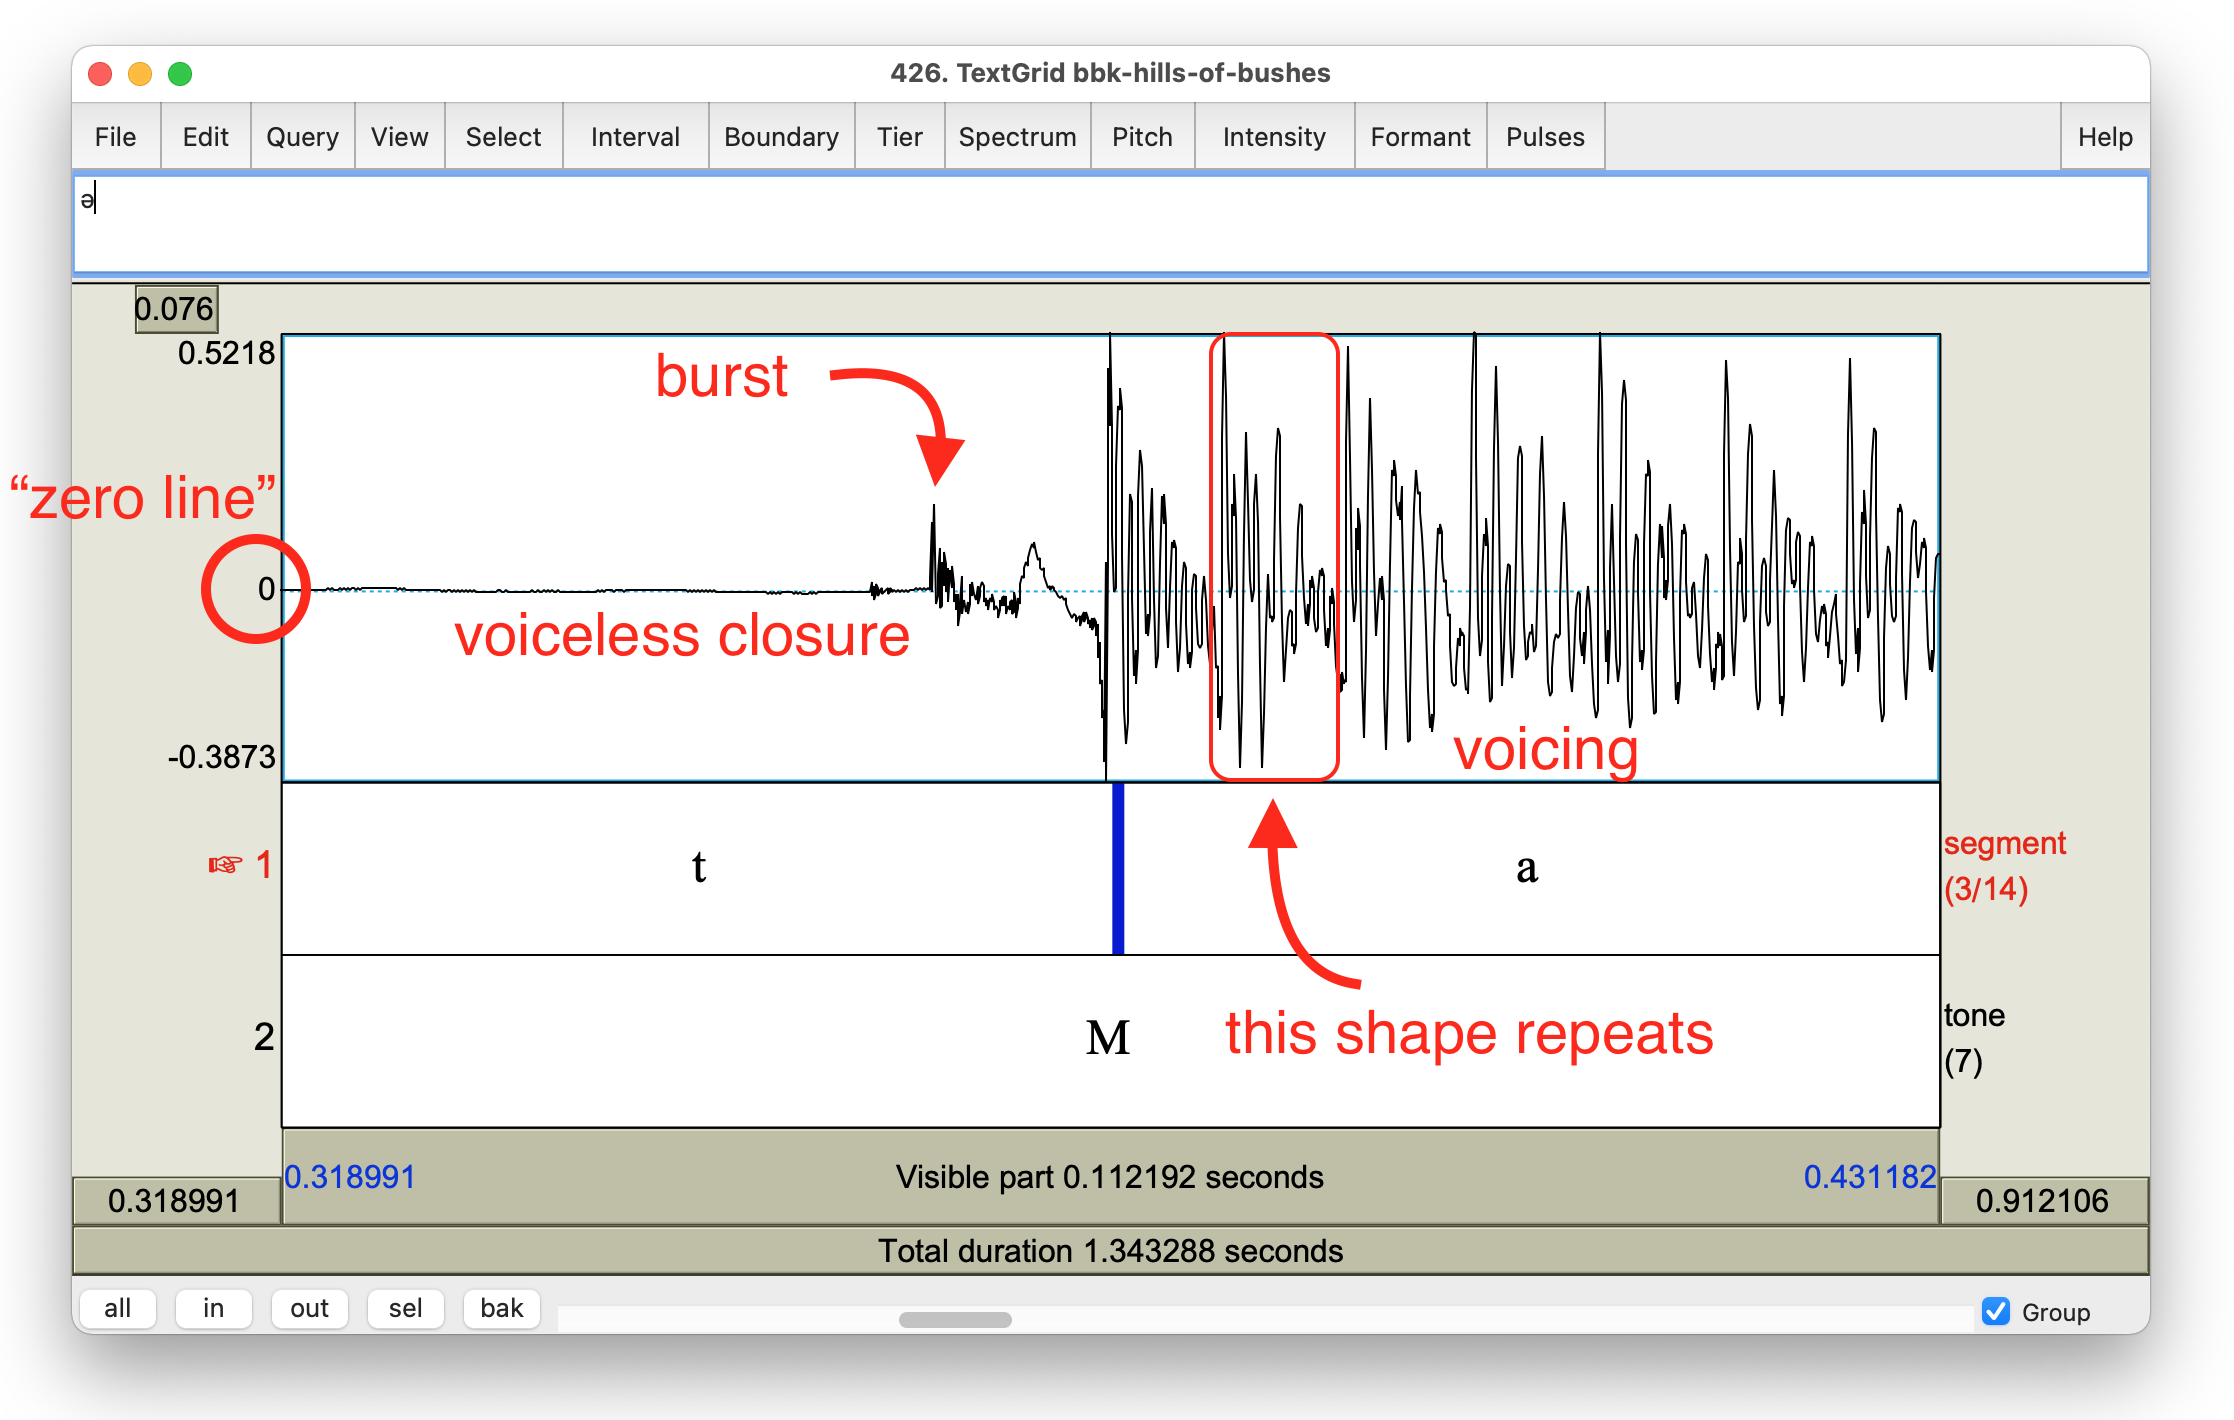 426. TextGrid bbk-hills-of-bushes
File Edit Query View Select Interval Boundary Tier Spectrum Pitch Intensity Formant Pulses Help
ə
0.076
0.5218
burst
“zero line”
0
voiceless closure
-0.3873
voicing
☞ 1
t
a
segment
(3/14)
2
M
this shape repeats
tone
(7)
0.318991
Visible part 0.112192 seconds
0.431182
0.318991
0.912106
Total duration 1.343288 seconds
all in out sel bak
Group